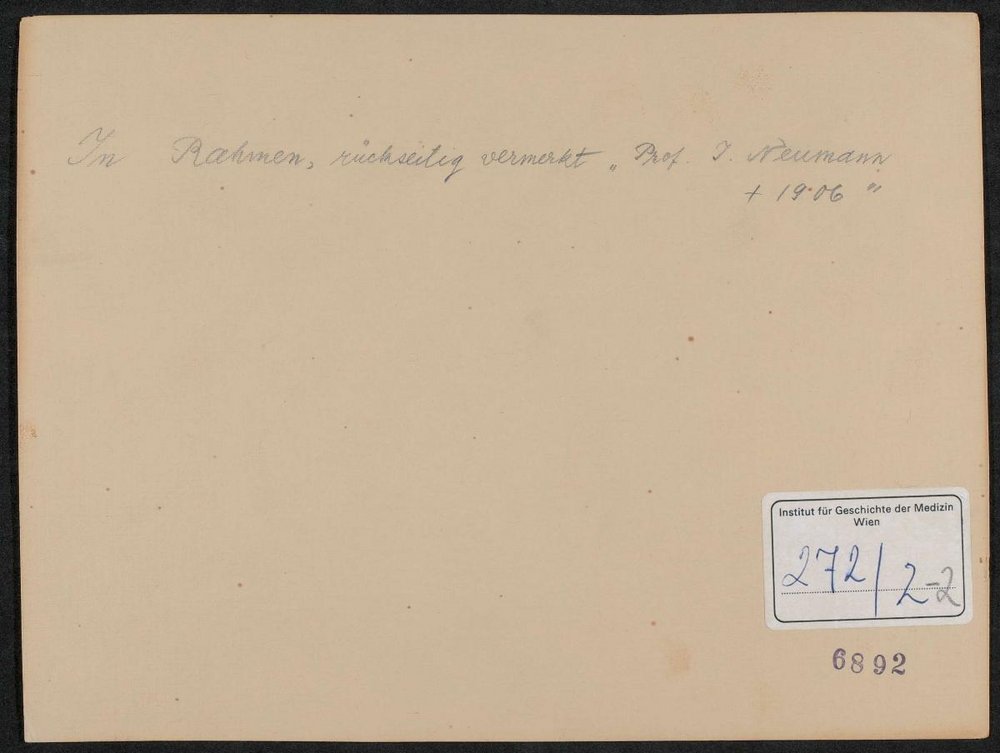 In Rahmen, rückseitig vermerkt „Prof. I. Neumann
+ 1906 "
Institut für Geschichte der Medizin
Wien
272/2-2
6892